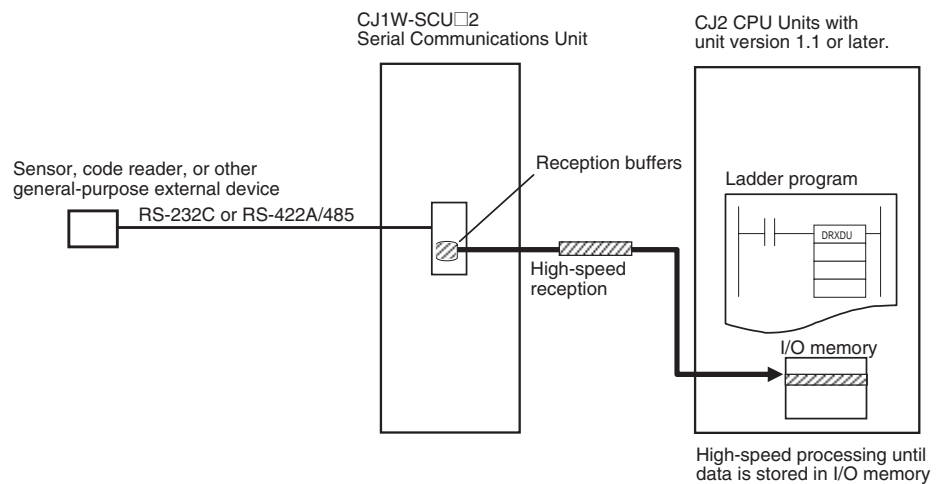 CJ1W-SCU□2
Serial Communications Unit
CJ2 CPU Units with
unit version 1.1 or later.
Sensor, code reader, or other
general-purpose external device
RS-232C or RS-422A/485
Reception buffers
High-speed
reception
Ladder program
DRXDU
I/O memory
High-speed processing until
data is stored in I/O memory